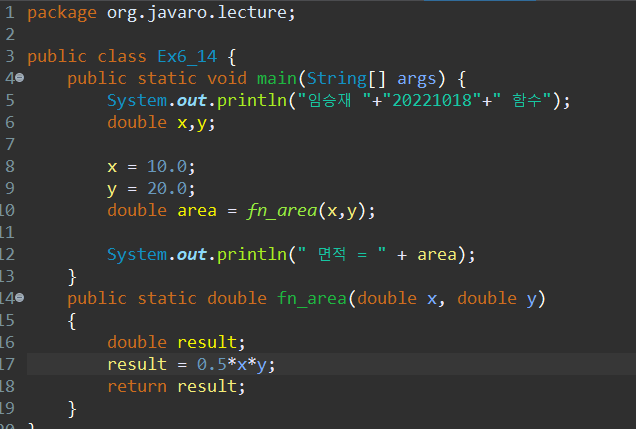 1 package org.javaro.lecture;
2
3 public class Ex6_14 {
4 public static void main(String[] args) {
5 System.out.println("임승재 "+"20221018"+" 함수");
6 double x,y;
7
8 x = 10.0;
9 y = 20.0;
10 double area = fn_area(x,y);
11
12 System.out.println(" 면적 = " + area);
13 }
14 public static double fn_area(double x, double y)
15 {
16 double result;
17 result = 0.5*x*y;
18 return result;
19 }
20 }